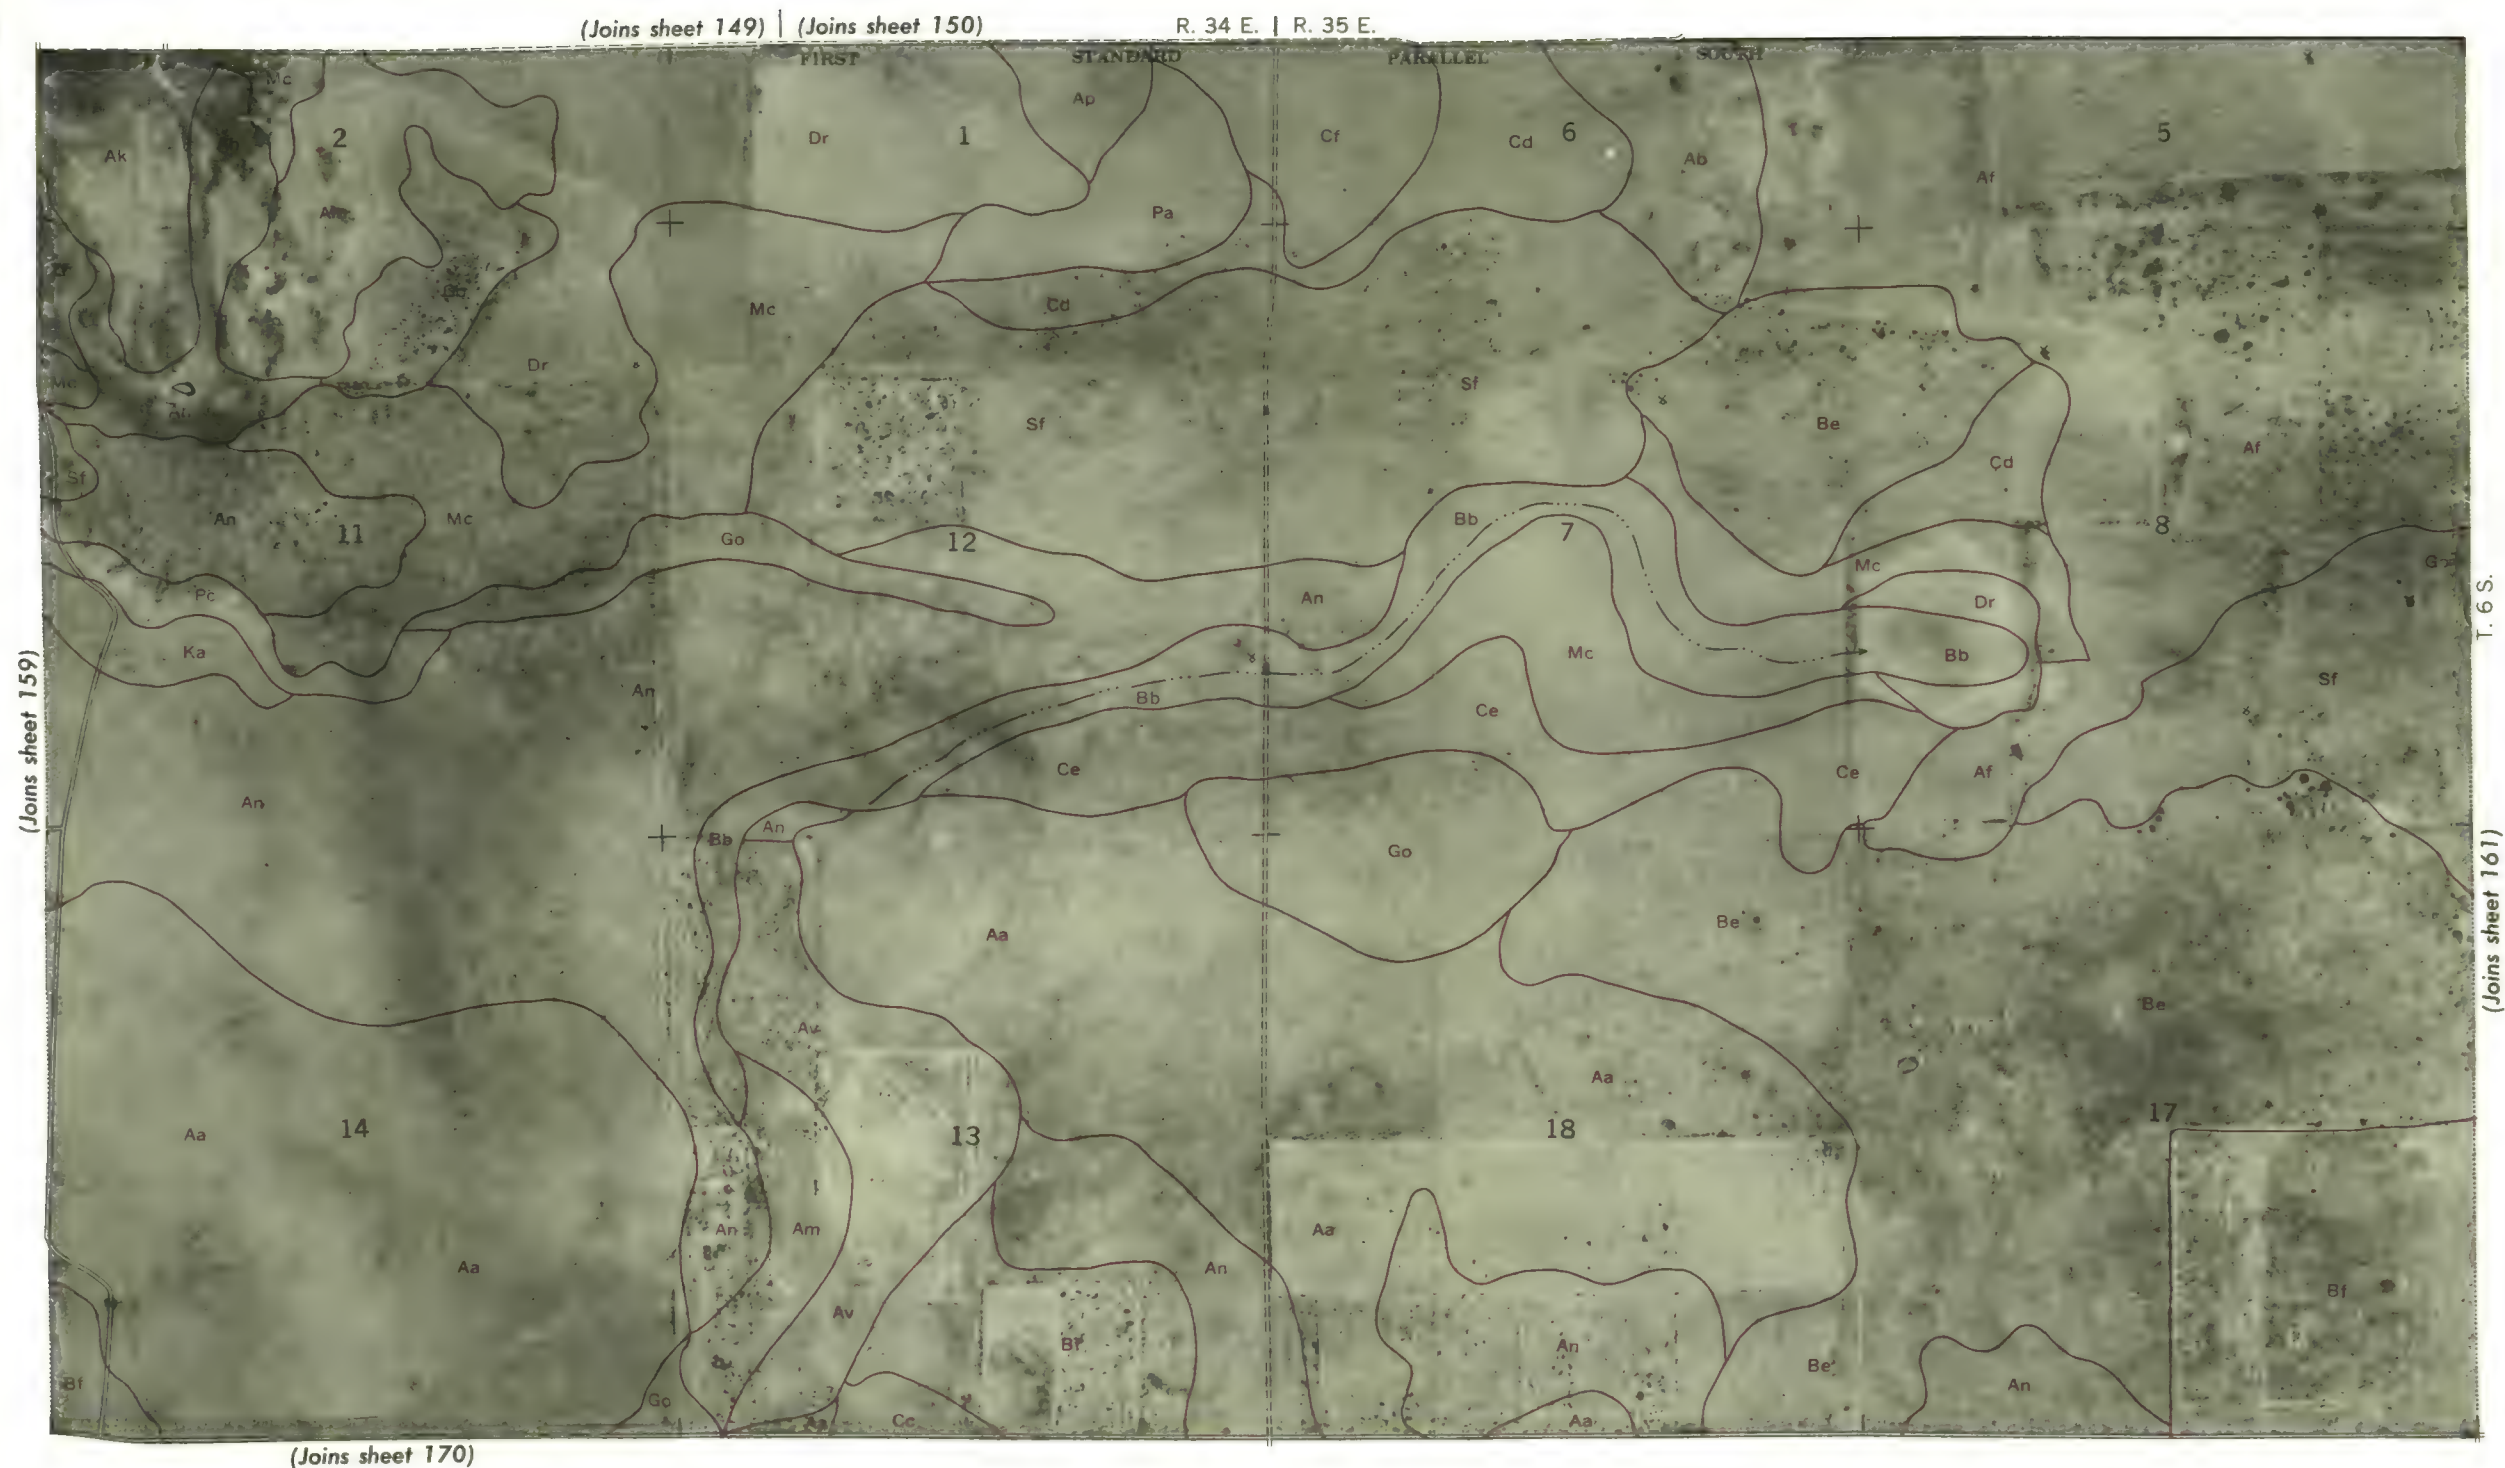 (Joins sheet 149) | (Joins sheet 150) R. 34 E. | R. 35 E.
FIRST STANDARD PARALLEL SOUTH
Mc
Ap
2 Dr 1 Cf Cd 6 5
Ak Ab
Af
Pa
Mc Cd
Dr
Mc Sf
Sf Be Af
Cd
Sf
An 11 Mc Go 12 Bb 7 8
Go
Mc
Pc An Dr
T. 6 S.
Ka Mc Bb
An Bb Ce Sf
(Joins sheet 159)
An Ce Ce Af
Bb An Go
(Joins sheet 161)
Aa Be
Be
Av
Aa
Aa 14 13 18 17
An Am Aa
Aa An
Av Bf
Bf An Be
Bf An
Go Aa Cc Aa
(Joins sheet 170)